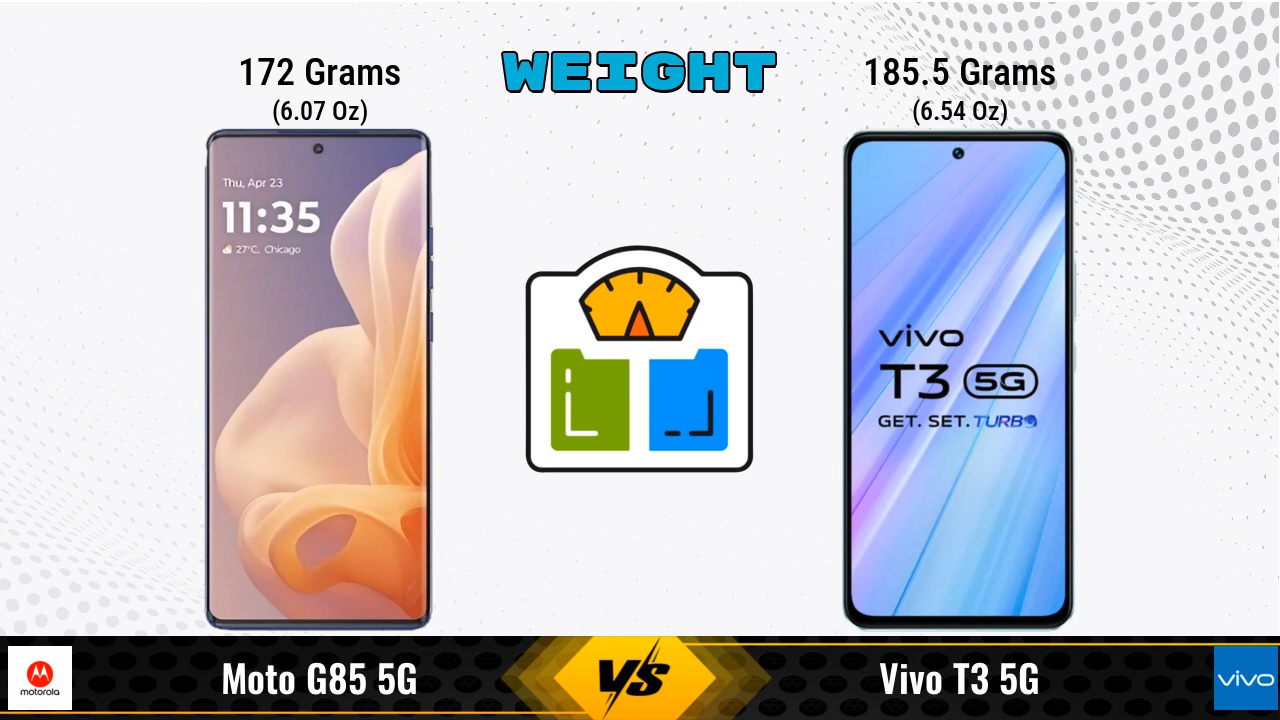 WEIGHT
172 Grams
(6.07 Oz)
185.5 Grams
(6.54 Oz)
Thu, Apr 23
11:35
27°C, Chicago
vivo
T3 5G
GET. SET. TURBO
motorola
Moto G85 5G
VS
Vivo T3 5G
vivo